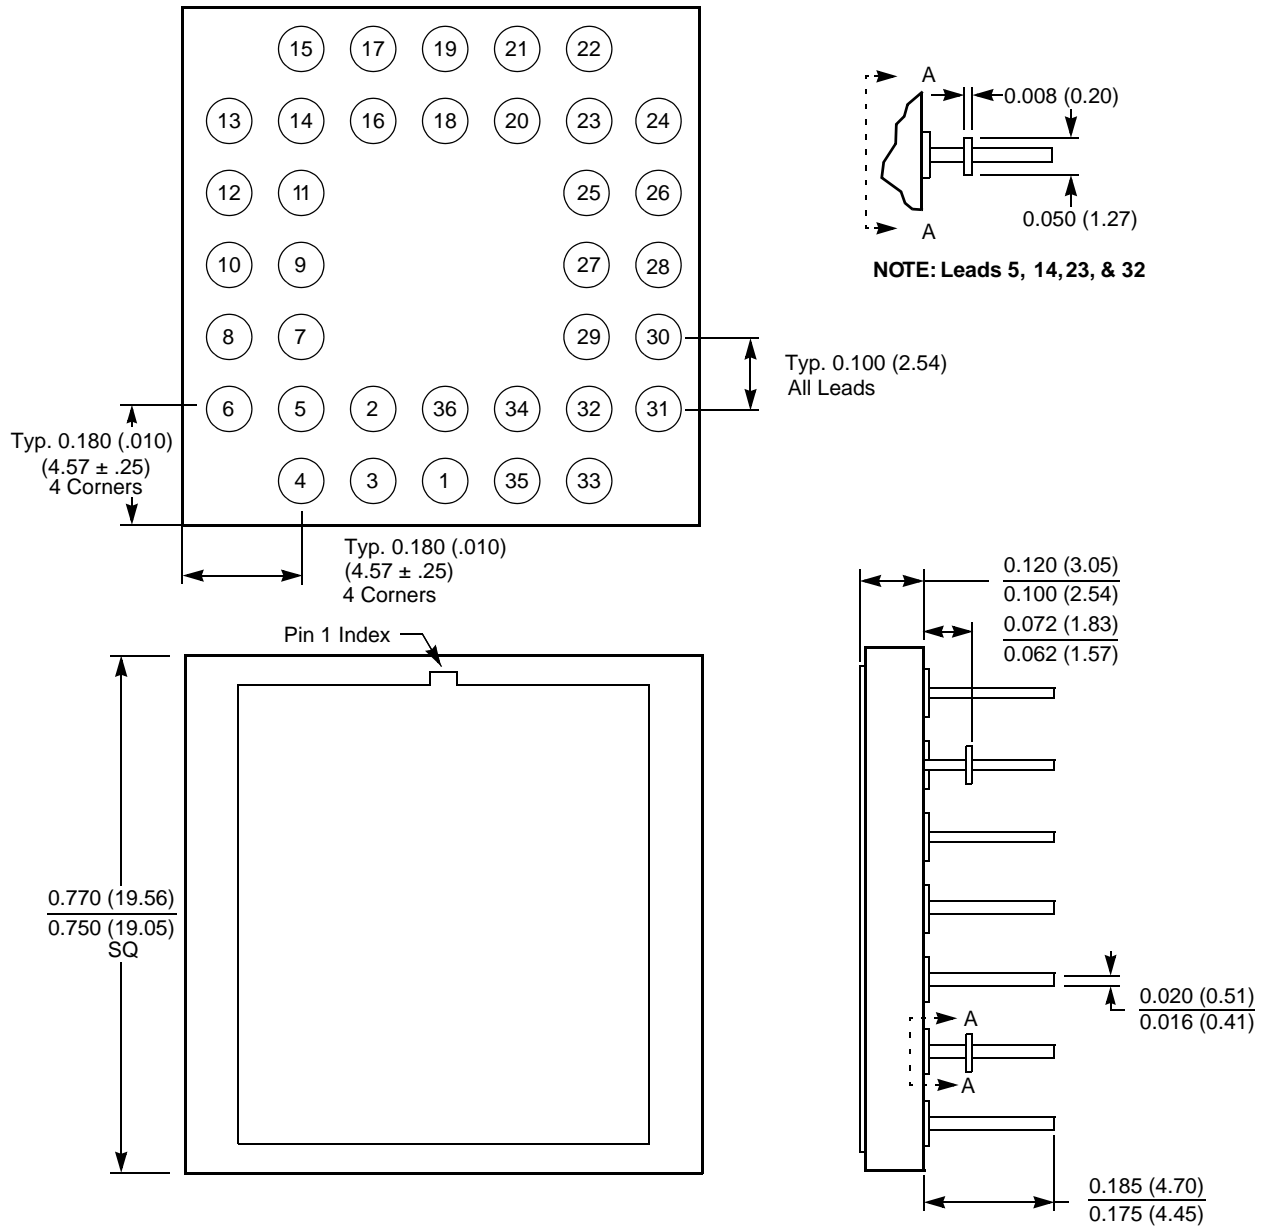 15 17 19 21 22
13 14 16 18 20 23 24
12 11 25 26
10 9 27 28
8 7 29 30
6 5 2 36 34 32 31
4 3 1 35 33
Typ. 0.180 (.010)
(4.57 ± .25)
4 Corners
Typ. 0.180 (.010)
(4.57 ± .25)
4 Corners
Typ. 0.100 (2.54)
All Leads
A
0.008 (0.20)
0.050 (1.27)
A
NOTE: Leads 5, 14, 23, & 32
Pin 1 Index
0.770 (19.56)
0.750 (19.05)
SQ
0.120 (3.05)
0.100 (2.54)
0.072 (1.83)
0.062 (1.57)
0.020 (0.51)
0.016 (0.41)
A
A
0.185 (4.70)
0.175 (4.45)